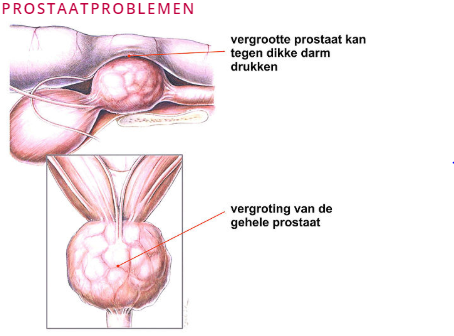 PROSTAATPROBLEMEN
vergrootte prostaat kan
tegen dikke darm
drukken
vergroting van de
gehele prostaat